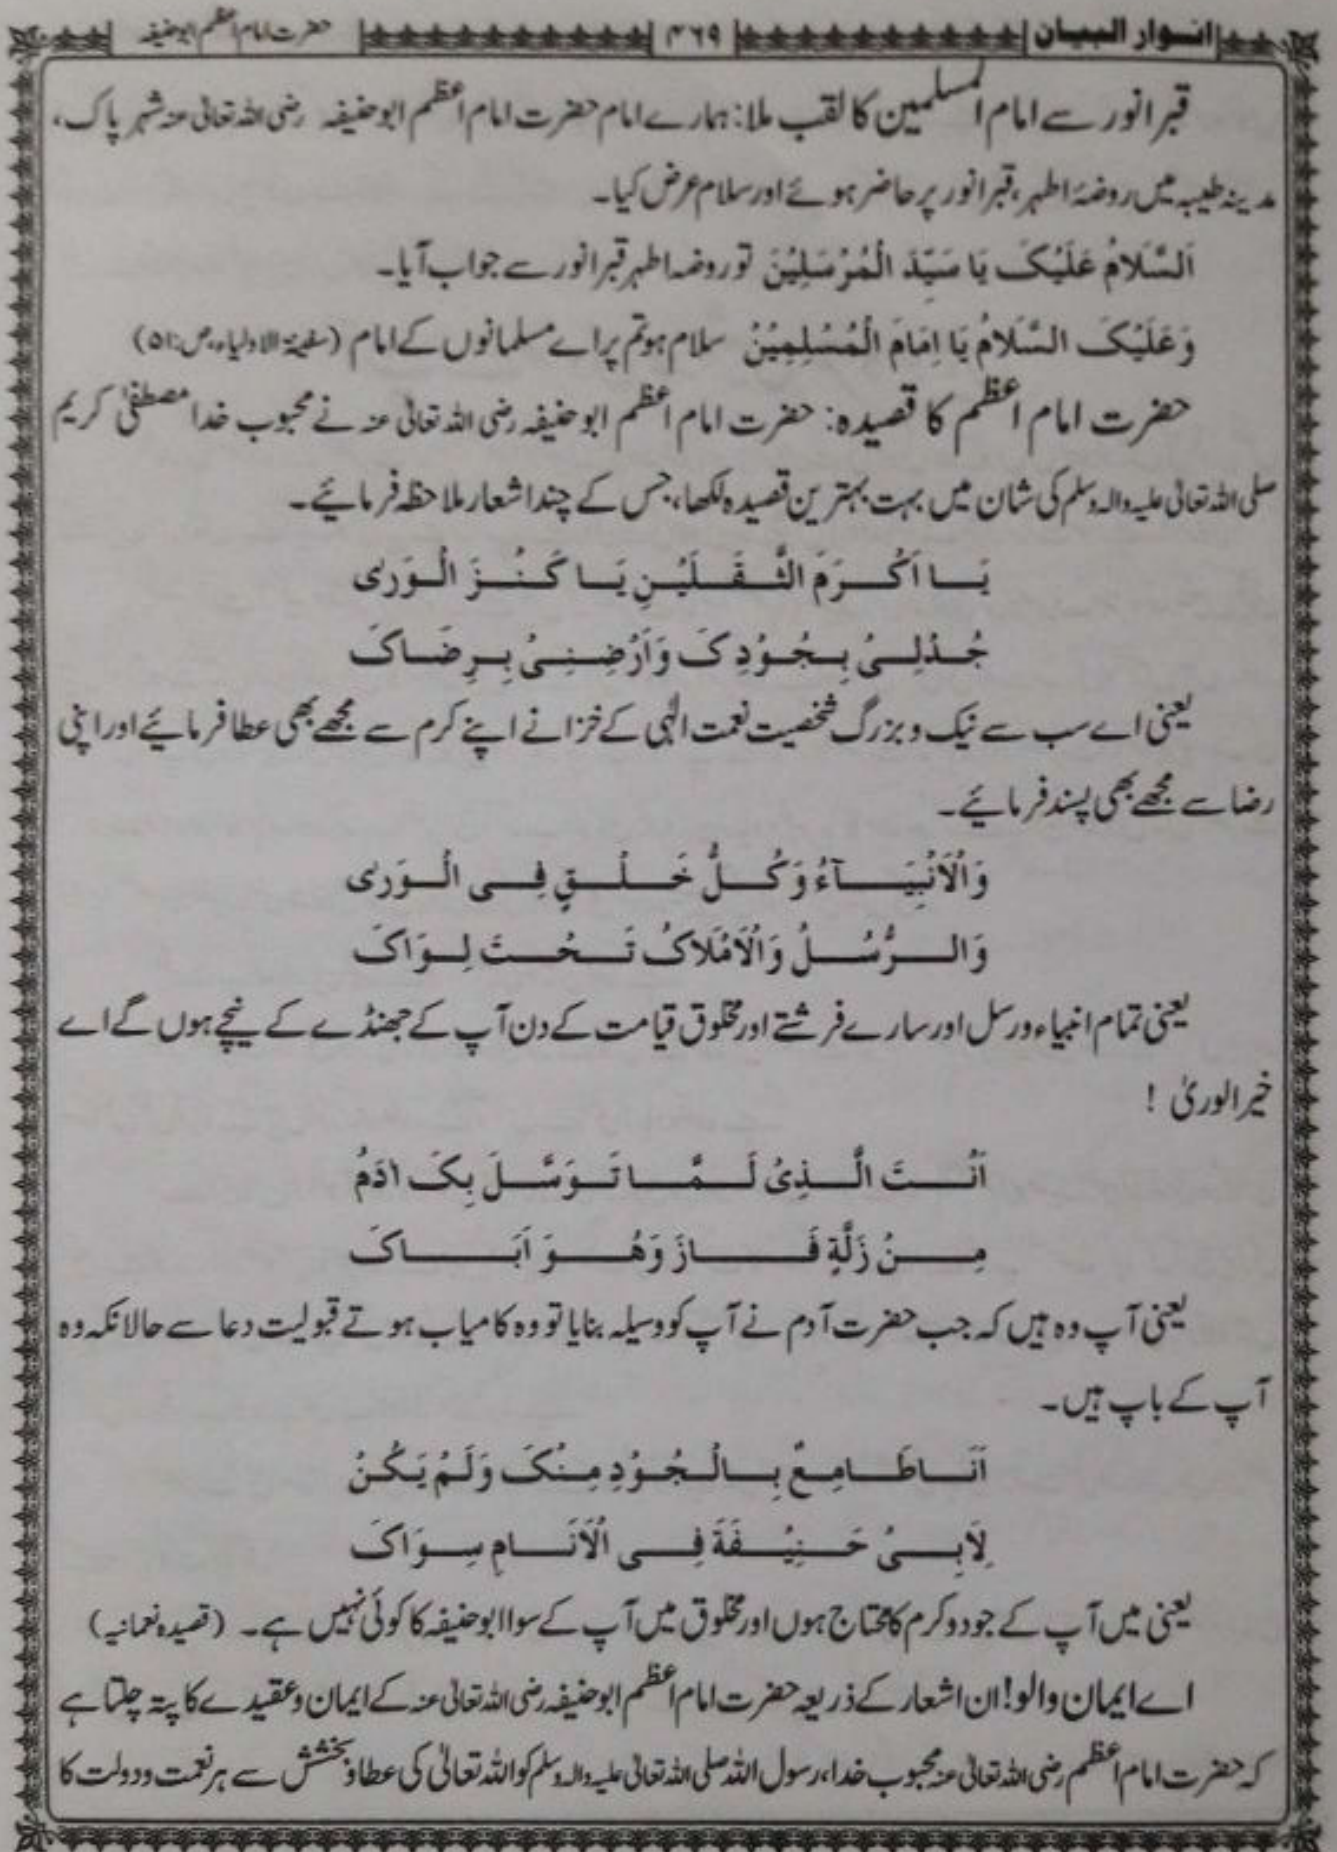 انوار البیان ۳۶۹ حضرت امام اعظم ابوحنیفہ
قبر انور سے امام المسلمین کا لقب ملا: ہمارے امام حضرت امام اعظم ابوحنیفہ رضی اللہ تعالیٰ عنہ شہر پاک،
مدینہ طیبہ میں روضۂ اطہر، قبر انور پر حاضر ہوئے اور سلام عرض کیا۔
اَلسَّلَامُ عَلَیْکَ یَا سَیِّدَ الْمُرْسَلِیْنَ تو روضہ اطہر قبر انور سے جواب آیا۔
وَعَلَیْکَ السَّلَامُ یَا اِمَامَ الْمُسْلِمِیْنُ سلام ہو تم پر اے مسلمانوں کے امام (سفینۃ الاولیاء، ص:۵۱)
حضرت امام اعظم کا قصیدہ: حضرت امام اعظم ابوحنیفہ رضی اللہ تعالیٰ عنہ نے محبوب خدا مصطفیٰ کریم
صلی اللہ تعالیٰ علیہ والہ وسلم کی شان میں بہت بہترین قصیدہ لکھا، جس کے چند اشعار ملاحظہ فرمائیے۔
یَا اَکْرَمَ الثَّقَلَیْنِ یَا کَنْزَ الْوَرٰی
جُدْلِیْ بِجُوْدِکَ وَاَرْضِنِیْ بِرِضَاکَ
یعنی اے سب سے نیک و بزرگ شخصیت نعمت الٰہی کے خزانے اپنے کرم سے مجھے بھی عطا فرمائیے اور اپنی
رضا سے مجھے بھی پسند فرمائیے۔
وَالْاَنْبِیَآءُ وَکُلُّ خَلْقٍ فِی الْوَرٰی
وَالرُّسُلُ وَالْاَمْلَاکُ تَحْتَ لِوَاکَ
یعنی تمام انبیاء ورسل اور سارے فرشتے اور مخلوق قیامت کے دن آپ کے جھنڈے کے نیچے ہوں گے اے
خیر الوریٰ !
اَنْتَ الَّذِیْ لَمَّا تَوَسَّلَ بِکَ اٰدَمُ
مِنْ زَلَّۃٍ فَازَ وَھُوَ اَبَاکَ
یعنی آپ وہ ہیں کہ جب حضرت آدم نے آپ کو وسیلہ بنایا تو وہ کامیاب ہوتے قبولیت دعا سے حالانکہ وہ
آپ کے باپ ہیں۔
اَنَا طَامِعٌ بِالْجُوْدِ مِنْکَ وَلَمْ یَکُنْ
لِاَبِیْ حَنِیْفَۃَ فِی الْاَنَامِ سِوَاکَ
یعنی میں آپ کے جود و کرم کا محتاج ہوں اور مخلوق میں آپ کے سوا ابوحنیفہ کا کوئی نہیں ہے۔ (قصیدہ نعمانیہ)
اے ایمان والو! ان اشعار کے ذریعہ حضرت امام اعظم ابوحنیفہ رضی اللہ تعالیٰ عنہ کے ایمان وعقیدے کا پتہ چلتا ہے
کہ حضرت امام اعظم رضی اللہ تعالیٰ عنہ محبوب خدا، رسول اللہ صلی اللہ تعالیٰ علیہ والہ وسلم کو اللہ تعالیٰ کی عطا و بخشش سے ہر نعمت و دولت کا